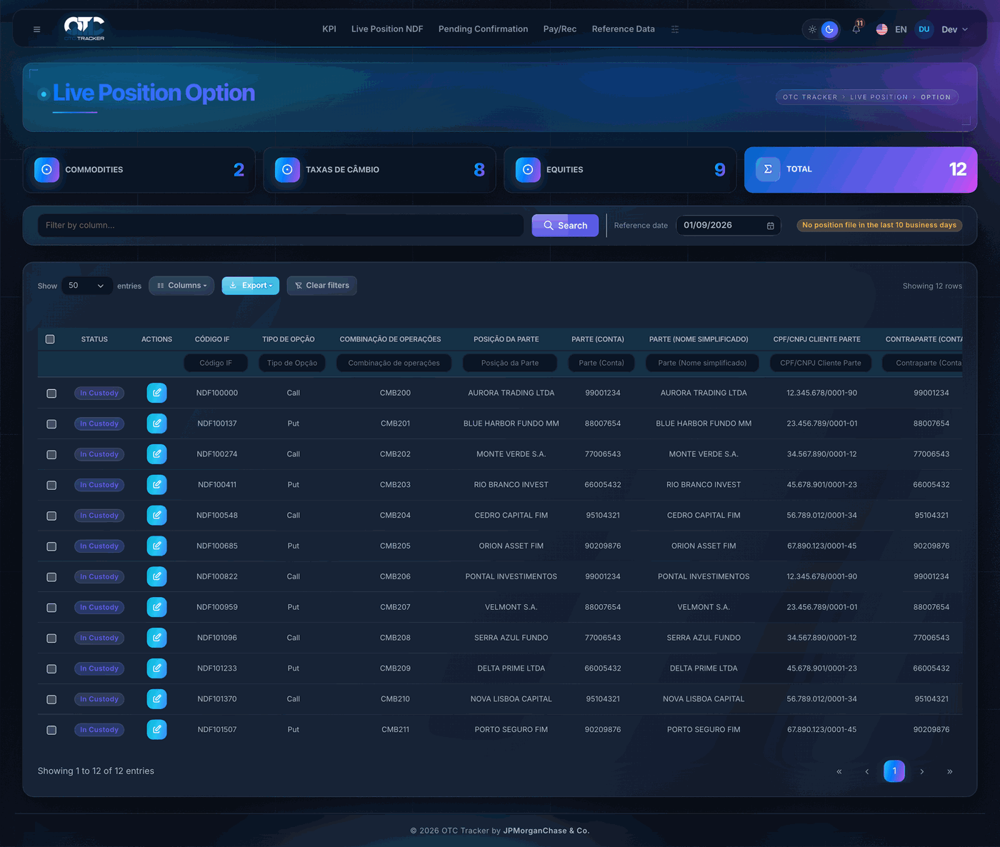 OTC
TRACKER
KPI
Live Position NDF
Pending Confirmation
Pay/Rec
Reference Data
11
EN
DU
Dev
Live Position Option
OTC TRACKER › LIVE POSITION › OPTION
COMMODITIES 2
TAXAS DE CÂMBIO 8
EQUITIES 9
Σ TOTAL 12
Filter by column...
Search
Reference date
01/09/2026
No position file in the last 10 business days
Show 50 entries
Columns
Export
Clear filters
Showing 12 rows
STATUS ACTIONS CÓDIGO IF TIPO DE OPÇÃO COMBINAÇÃO DE OPERAÇÕES POSIÇÃO DA PARTE PARTE (CONTA) PARTE (NOME SIMPLIFICADO) CPF/CNPJ CLIENTE PARTE CONTRAPARTE (CONTA
Código IF Tipo de Opção Combinação de operações Posição da Parte Parte (Conta) Parte (Nome simplificado) CPF/CNPJ Cliente Parte Contraparte (Conta
In Custody NDF100000 Call CMB200 AURORA TRADING LTDA 99001234 AURORA TRADING LTDA 12.345.678/0001-90 99001234
In Custody NDF100137 Put CMB201 BLUE HARBOR FUNDO MM 88007654 BLUE HARBOR FUNDO MM 23.456.789/0001-01 88007654
In Custody NDF100274 Call CMB202 MONTE VERDE S.A. 77006543 MONTE VERDE S.A. 34.567.890/0001-12 77006543
In Custody NDF100411 Put CMB203 RIO BRANCO INVEST 66005432 RIO BRANCO INVEST 45.678.901/0001-23 66005432
In Custody NDF100548 Call CMB204 CEDRO CAPITAL FIM 95104321 CEDRO CAPITAL FIM 56.789.012/0001-34 95104321
In Custody NDF100685 Put CMB205 ORION ASSET FIM 90209876 ORION ASSET FIM 67.890.123/0001-45 90209876
In Custody NDF100822 Call CMB206 PONTAL INVESTIMENTOS 99001234 PONTAL INVESTIMENTOS 12.345.678/0001-90 99001234
In Custody NDF100959 Put CMB207 VELMONT S.A. 88007654 VELMONT S.A. 23.456.789/0001-01 88007654
In Custody NDF101096 Call CMB208 SERRA AZUL FUNDO 77006543 SERRA AZUL FUNDO 34.567.890/0001-12 77006543
In Custody NDF101233 Put CMB209 DELTA PRIME LTDA 66005432 DELTA PRIME LTDA 45.678.901/0001-23 66005432
In Custody NDF101370 Call CMB210 NOVA LISBOA CAPITAL 95104321 NOVA LISBOA CAPITAL 56.789.012/0001-34 95104321
In Custody NDF101507 Put CMB211 PORTO SEGURO FIM 90209876 PORTO SEGURO FIM 67.890.123/0001-45 90209876
Showing 1 to 12 of 12 entries
« ‹ 1 › »
© 2026 OTC Tracker by JPMorganChase & Co.